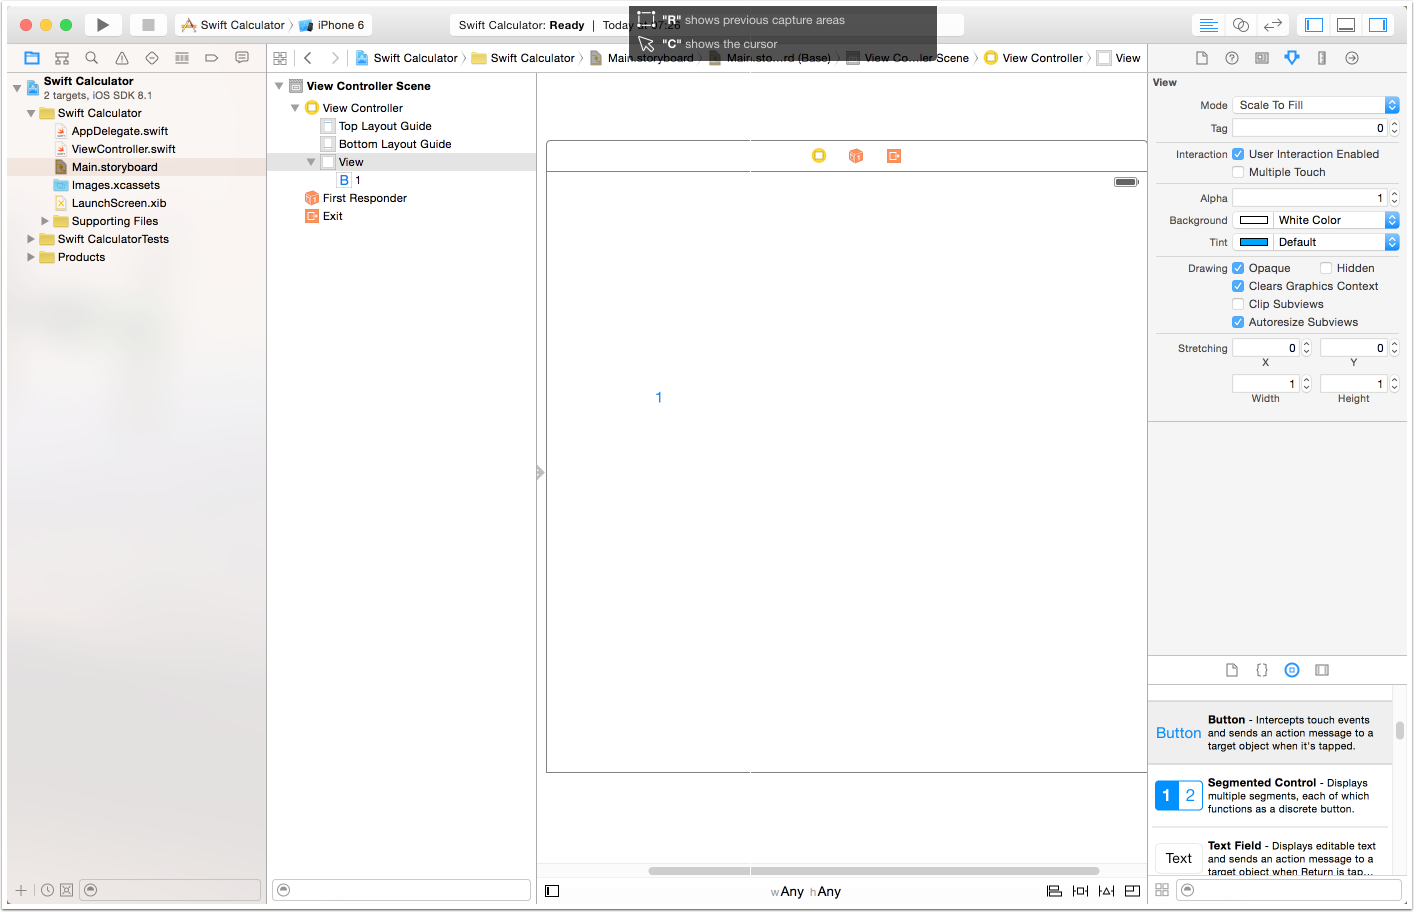 Swift Calculator
iPhone 6
Swift Calculator: Ready | Today
"R" shows previous capture areas
"C" shows the cursor
Swift Calculator
Swift Calculator
Main.storyboard
Main.sto...rd (Base)
View Co...ler Scene
View Controller
View
Swift Calculator
2 targets, iOS SDK 8.1
Swift Calculator
AppDelegate.swift
ViewController.swift
Main.storyboard
Images.xcassets
LaunchScreen.xib
Supporting Files
Swift CalculatorTests
Products
View Controller Scene
View Controller
Top Layout Guide
Bottom Layout Guide
View
B 1
First Responder
Exit
1
wAny hAny
View
Mode Scale To Fill
Tag 0
Interaction User Interaction Enabled
Multiple Touch
Alpha 1
Background White Color
Tint Default
Drawing Opaque Hidden
Clears Graphics Context
Clip Subviews
Autoresize Subviews
Stretching 0 0
X Y
1 1
Width Height
{}
Button
Button - Intercepts touch events
and sends an action message to a
target object when it's tapped.
1 2
Segmented Control - Displays
multiple segments, each of which
functions as a discrete button.
Text
Text Field - Displays editable text
and sends an action message to a
target object when Return is tap...